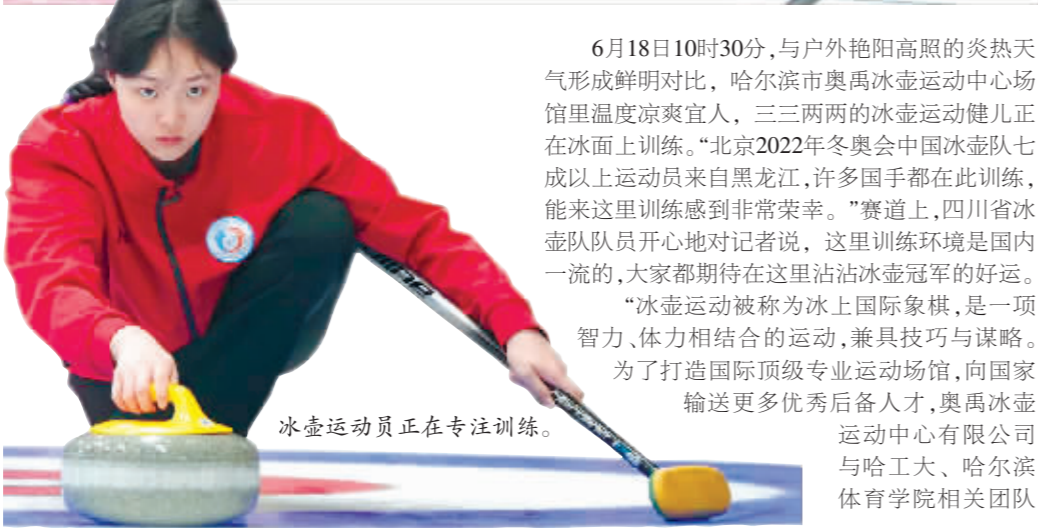 6月18日10时30分,与户外艳阳高照的炎热天
气形成鲜明对比，哈尔滨市奥禹冰壶运动中心场
馆里温度凉爽宜人，三三两两的冰壶运动健儿正
在冰面上训练。“北京2022年冬奥会中国冰壶队七
成以上运动员来自黑龙江,许多国手都在此训练,
能来这里训练感到非常荣幸。”赛道上,四川省冰
壶队队员开心地对记者说，这里训练环境是国内
一流的,大家都期待在这里沾沾冰壶冠军的好运。
“冰壶运动被称为冰上国际象棋,是一项
智力、体力相结合的运动,兼具技巧与谋略。
为了打造国际顶级专业运动场馆,向国家
输送更多优秀后备人才,奥禹冰壶
运动中心有限公司
与哈工大、哈尔滨
体育学院相关团队
冰壶运动员正在专注训练。